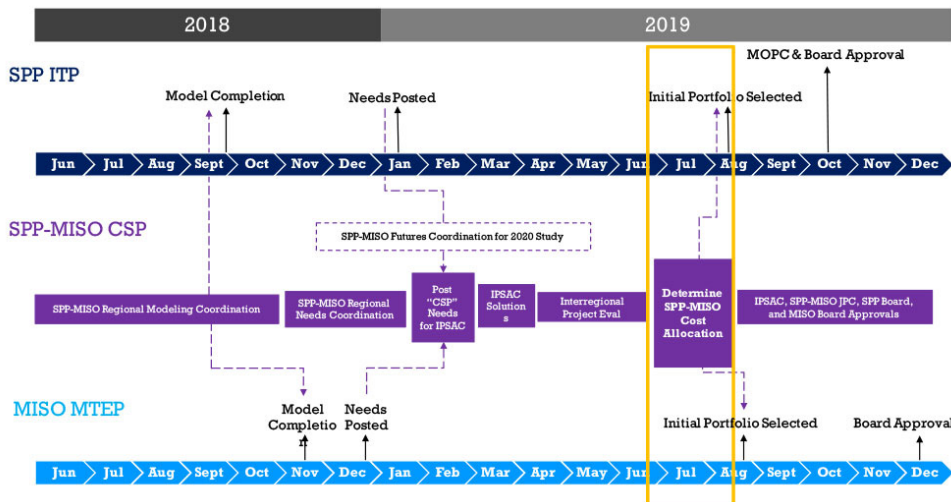 2018
2019
SPP ITP
MOPC & Board Approval
Model Completion
Needs Posted
Initial Portfolio Selected
Jun Jul Aug Sept Oct Nov Dec Jan Feb Mar Apr May Jun Jul Aug Sept Oct Nov Dec
SPP-MISO CSP
SPP-MISO Futures Coordination for 2020 Study
SPP-MISO Regional Modeling Coordination
SPP-MISO Regional
Needs Coordination
Post
"CSP"
Needs
for IPSAC
IPSAC
Solution
s
Interregional
Project Eval
Determine
SPP-MISO
Cost
Allocation
IPSAC, SPP-MISO JPC, SPP Board,
and MISO Board Approvals
MISO MTEP
Model
Completio
n
Needs
Posted
Initial Portfolio Selected
Board Approval
Jun Jul Aug Sept Oct Nov Dec Jan Feb Mar Apr May Jun Jul Aug Sept Oct Nov Dec